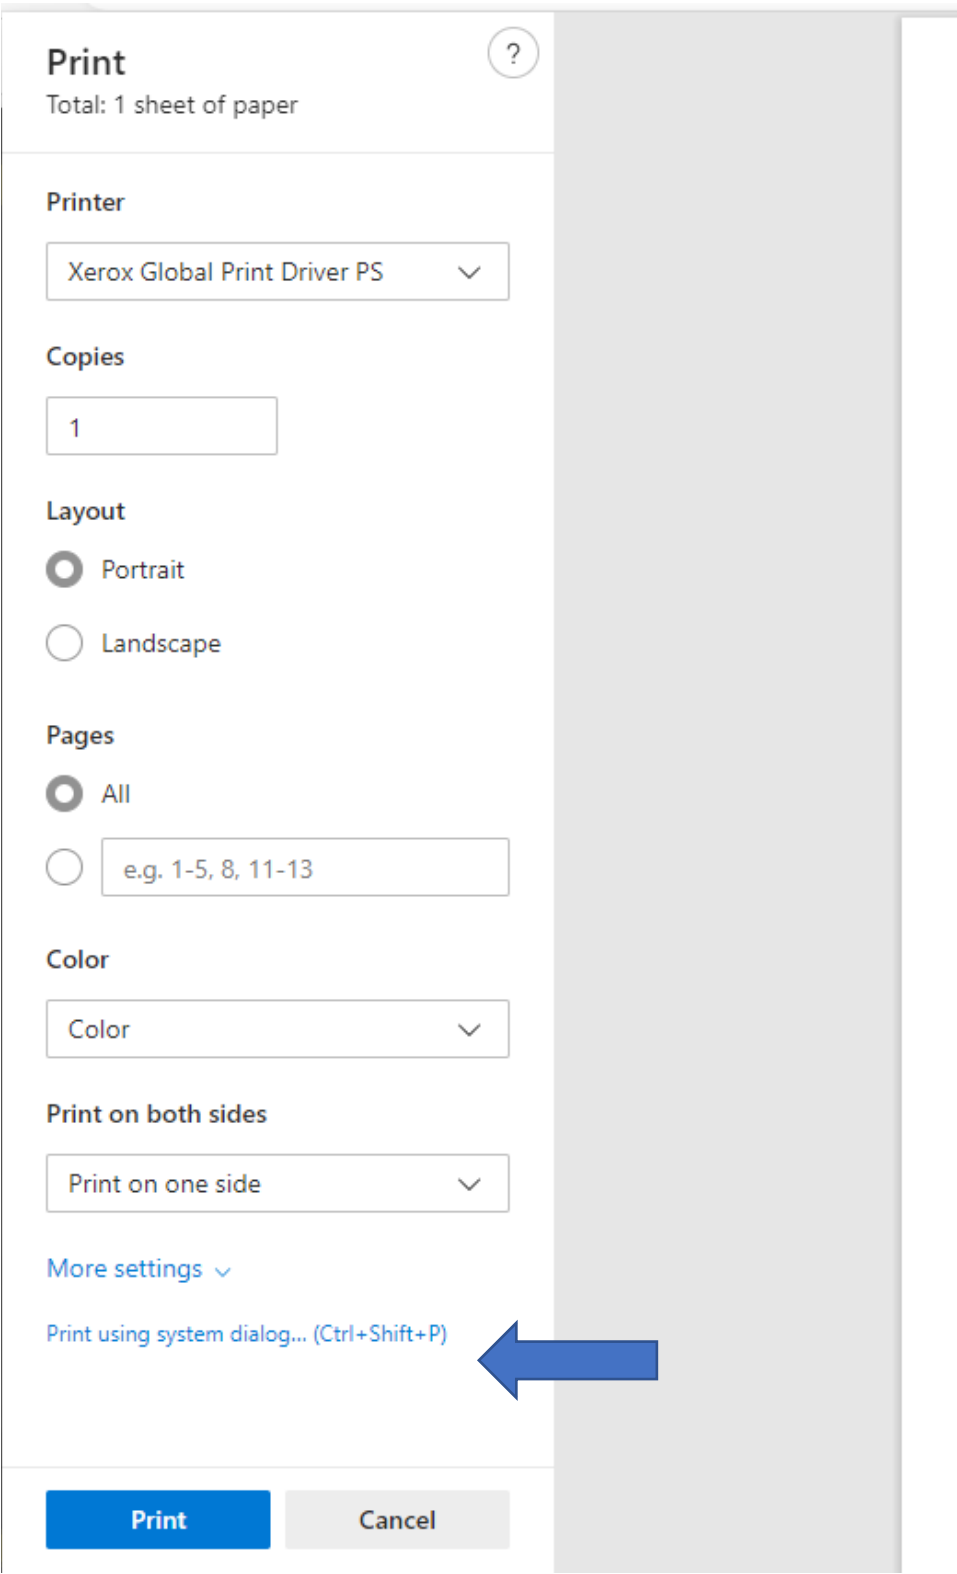 Print
?
Total: 1 sheet of paper
Printer
Xerox Global Print Driver PS
Copies
1
Layout
Portrait
Landscape
Pages
All
e.g. 1-5, 8, 11-13
Color
Color
Print on both sides
Print on one side
More settings
Print using system dialog... (Ctrl+Shift+P)
Print
Cancel